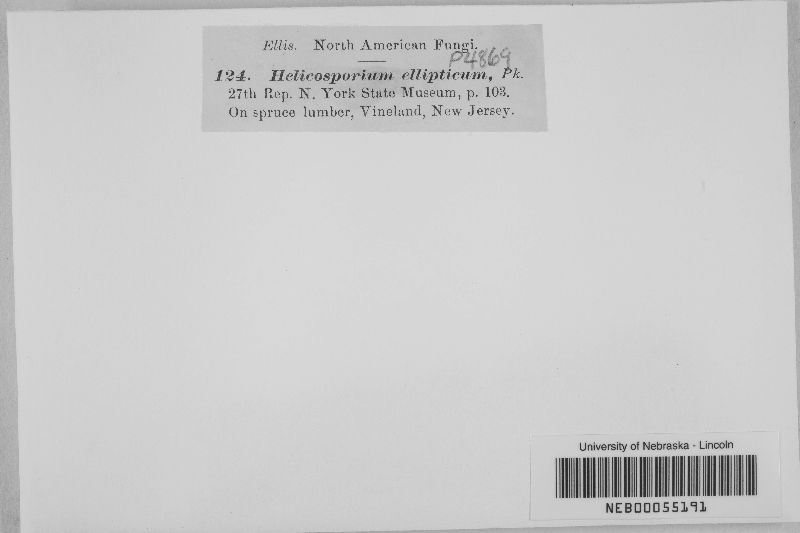 Ellis. North American Fungi.
P4869
124. Helicosporium ellipticum, Pk.
27th Rep. N. York State Museum, p. 103.
On spruce lumber, Vineland, New Jersey.
University of Nebraska - Lincoln
NEB00055191